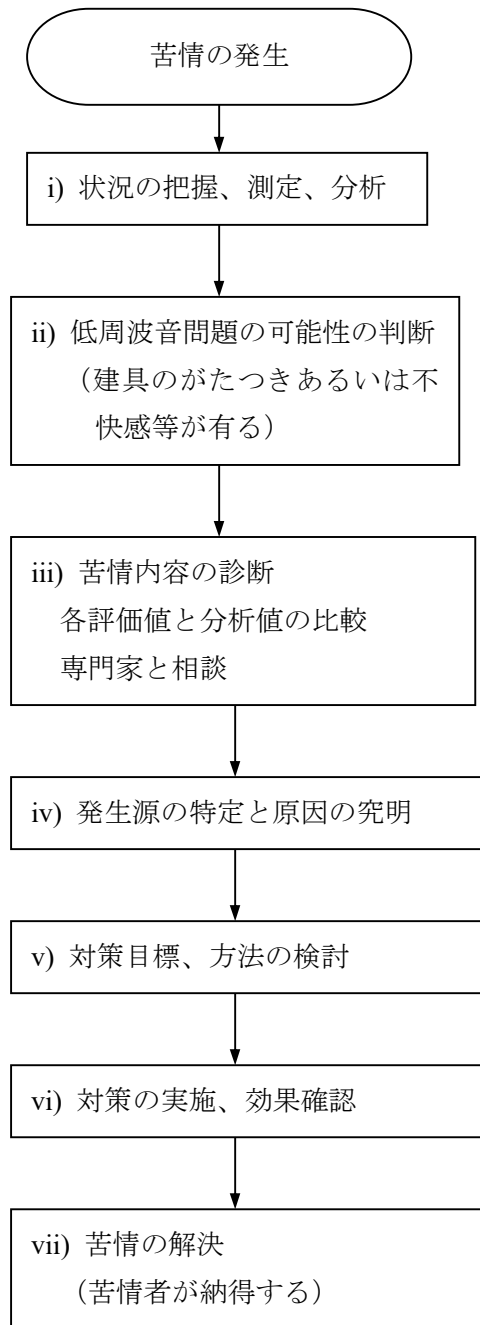 苦情の発生
i) 状況の把握、測定、分析
ii) 低周波音問題の可能性の判断
（建具のがたつきあるいは不
快感等が有る）
iii) 苦情内容の診断
各評価値と分析値の比較
専門家と相談
iv) 発生源の特定と原因の究明
v) 対策目標、方法の検討
vi) 対策の実施、効果確認
vii) 苦情の解決
（苦情者が納得する）